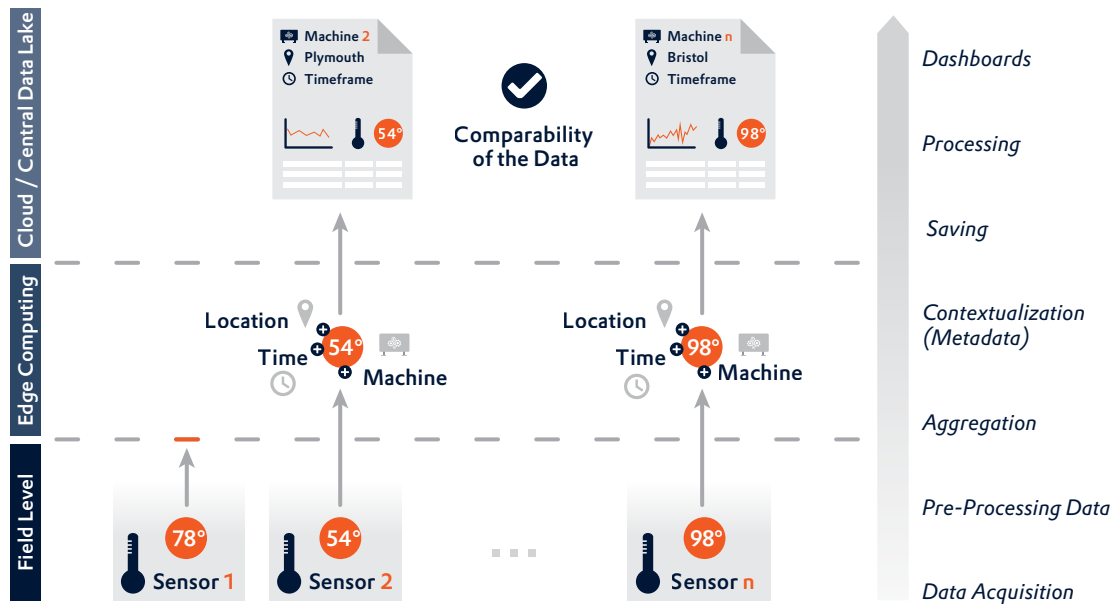 Cloud / Central Data Lake
Machine 2
Plymouth
Timeframe
54°
Comparability
of the Data
Machine n
Bristol
Timeframe
98°
Dashboards
Processing
Saving
Edge Computing
Location
Time
54°
Machine
Location
Time
98°
Machine
Contextualization
(Metadata)
Aggregation
Field Level
78°
Sensor 1
54°
Sensor 2
98°
Sensor n
Pre-Processing Data
Data Acquisition